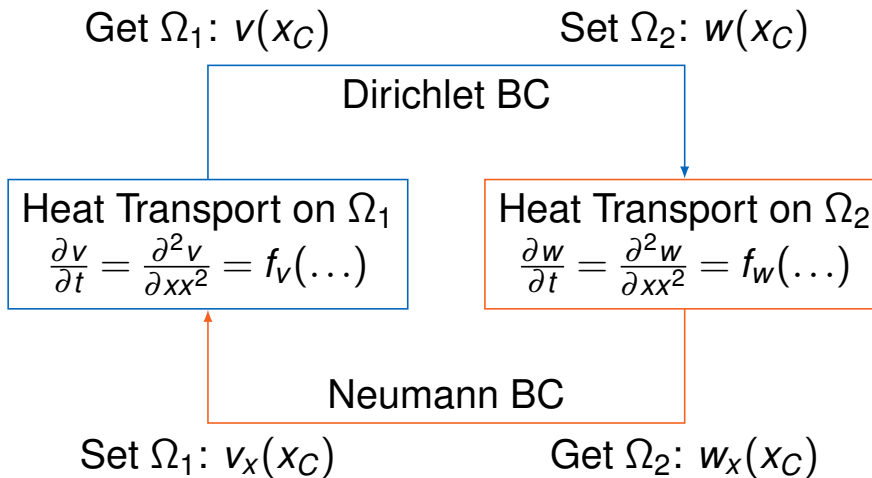 Get Ω₁: v(x_C) Set Ω₂: w(x_C)
Dirichlet BC
Heat Transport on Ω₁
∂v/∂t = ∂²v/∂xx² = f_v(…)
Heat Transport on Ω₂
∂w/∂t = ∂²w/∂xx² = f_w(…)
Neumann BC
Set Ω₁: v_x(x_C) Get Ω₂: w_x(x_C)